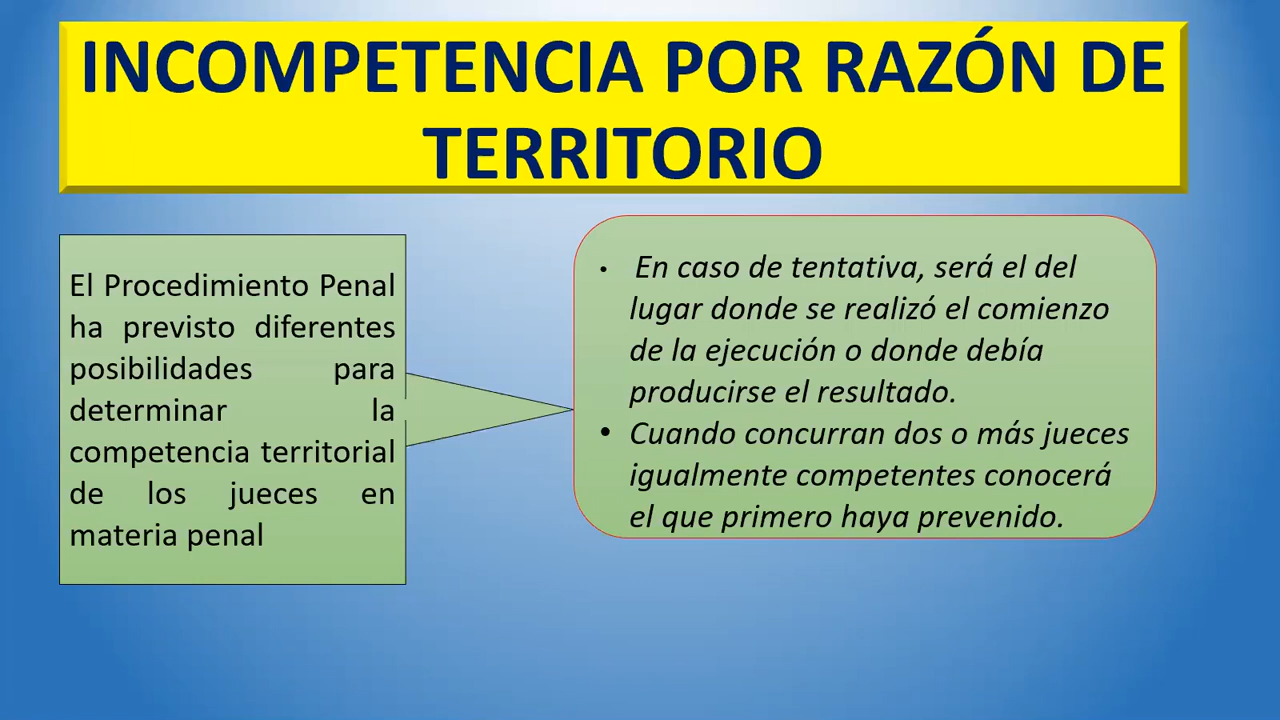 INCOMPETENCIA POR RAZÓN DE
TERRITORIO
El Procedimiento Penal
ha previsto diferentes
posibilidades para
determinar la
competencia territorial
de los jueces en
materia penal
• En caso de tentativa, será el del
lugar donde se realizó el comienzo
de la ejecución o donde debía
producirse el resultado.
• Cuando concurran dos o más jueces
igualmente competentes conocerá
el que primero haya prevenido.